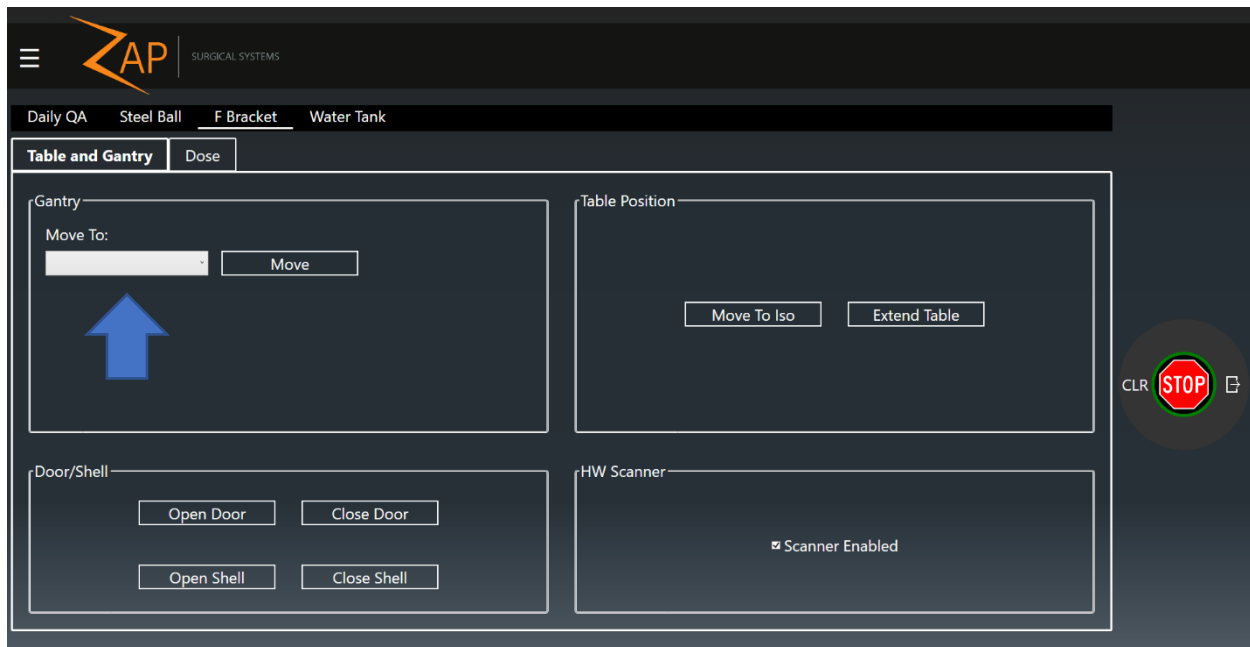 ZAP SURGICAL SYSTEMS
Daily QA Steel Ball F Bracket Water Tank
Table and Gantry Dose
Gantry
Move To:
Move
Table Position
Move To Iso Extend Table
CLR STOP
Door/Shell
Open Door Close Door
Open Shell Close Shell
HW Scanner
Scanner Enabled